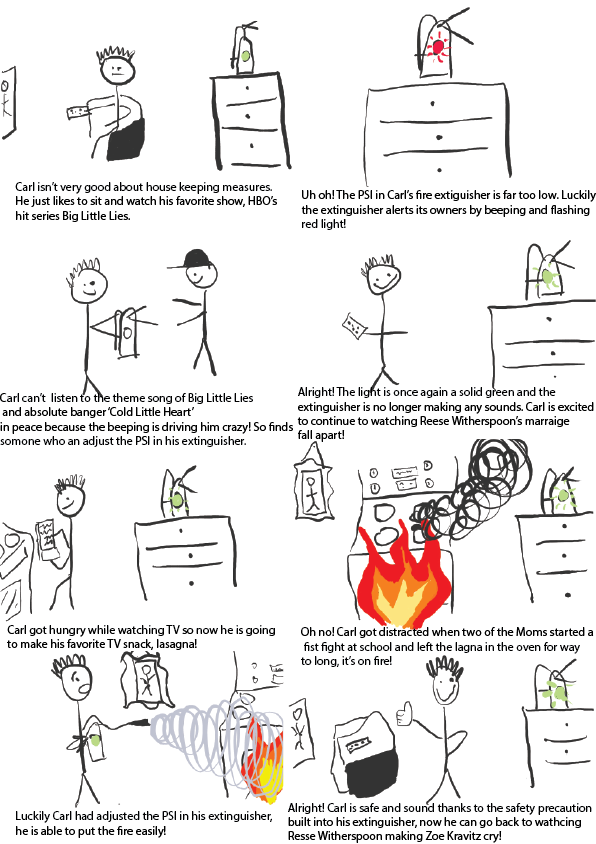 Carl isn't very good about house keeping measures.
He just likes to sit and watch his favorite show, HBO's
hit series Big Little Lies.
Uh oh! The PSI in Carl's fire extiguisher is far too low. Luckily
the extinguisher alerts its owners by beeping and flashing
red light!
Carl can't listen to the theme song of Big Little Lies
and absolute banger 'Cold Little Heart'
in peace because the beeping is driving him crazy! So finds
somone who an adjust the PSI in his extinguisher.
Alright! The light is once again a solid green and the
extinguisher is no longer making any sounds. Carl is excited
to continue to watching Reese Witherspoon's marraige
fall apart!
Carl got hungry while watching TV so now he is going
to make his favorite TV snack, lasagna!
Oh no! Carl got distracted when two of the Moms started a
fist fight at school and left the lagna in the oven for way
to long, it's on fire!
Luckily Carl had adjusted the PSI in his extinguisher,
he is able to put the fire easily!
Alright! Carl is safe and sound thanks to the safety precaution
built into his extinguisher, now he can go back to wathcing
Resse Witherspoon making Zoe Kravitz cry!